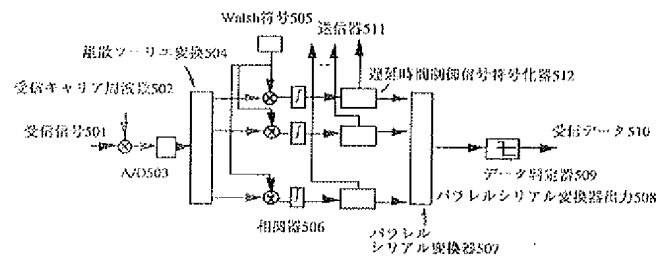 Walsh符号505
送信器511
離散フーリエ変換504
遅延時間制御信号符号化器512
受信キャリア周波数502
受信信号501
受信データ510
A/D503
データ判定器509
パラレルシリアル変換器出力508
相関器506
パラレル
シリアル変換器507